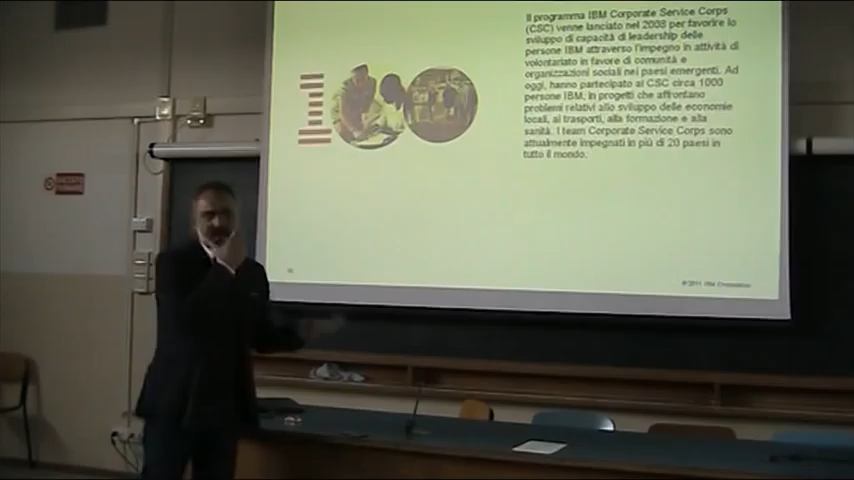 Il programma IBM Corporate Service Corps
(CSC) venne lanciato nel 2008 per favorire lo
sviluppo di capacità di leadership delle
persone IBM attraverso l'impegno in attività di
volontariato in favore di comunità e
organizzazioni sociali nei paesi emergenti. Ad
oggi, hanno partecipato al CSC circa 1000
persone IBM, in progetti che affrontano
problemi relativi allo sviluppo delle economie
locali, ai trasporti, alla formazione e alla
sanità. I team Corporate Service Corps sono
attualmente impegnati in più di 20 paesi in
tutto il mondo.
© 2011 IBM Corporation